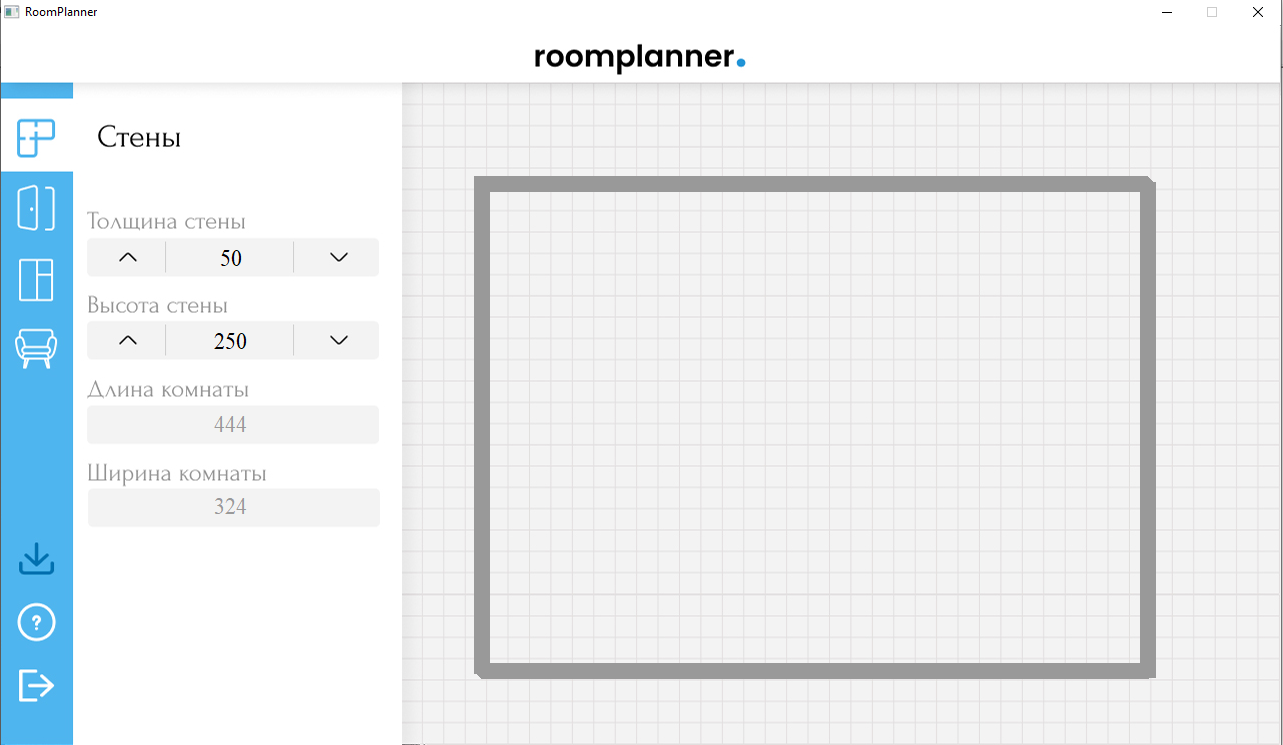 RoomPlanner
roomplanner.
Стены
Толщина стены
50
Высота стены
250
Длина комнаты
444
Ширина комнаты
324
?